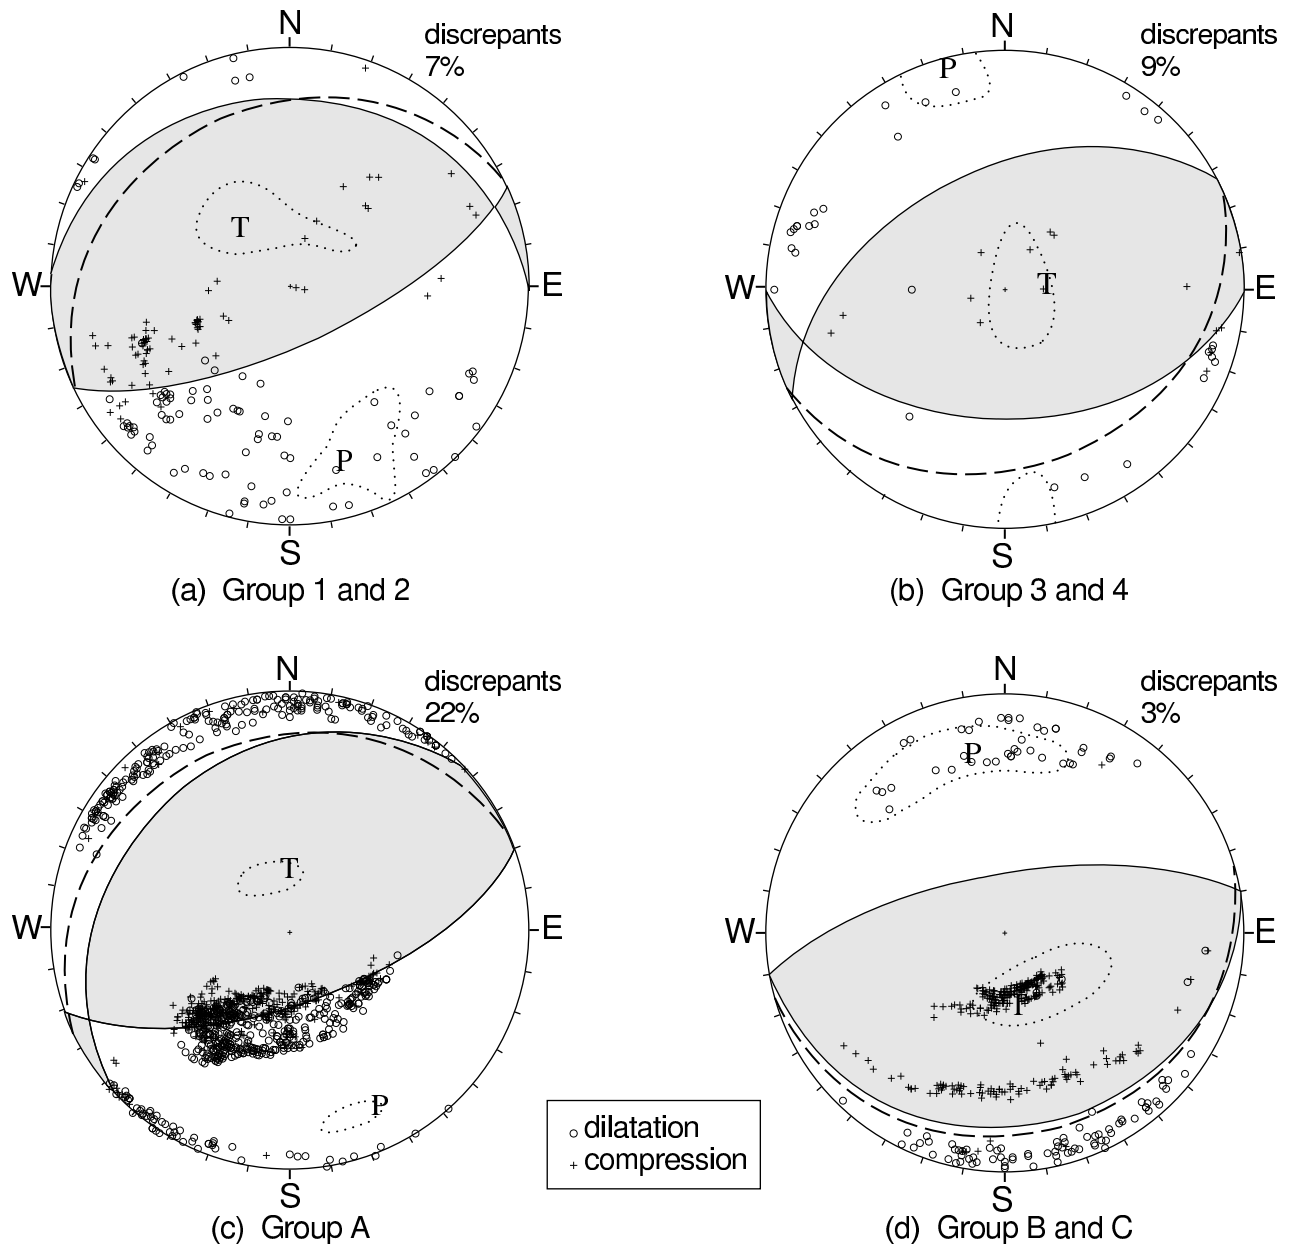 N
discrepants
7%
T
W
E
P
S
(a) Group 1 and 2
N
discrepants
9%
P
T
W
E
S
(b) Group 3 and 4
N
discrepants
22%
T
W
E
P
S
(c) Group A
N
discrepants
3%
P
W
E
T
S
(d) Group B and C
dilatation
compression